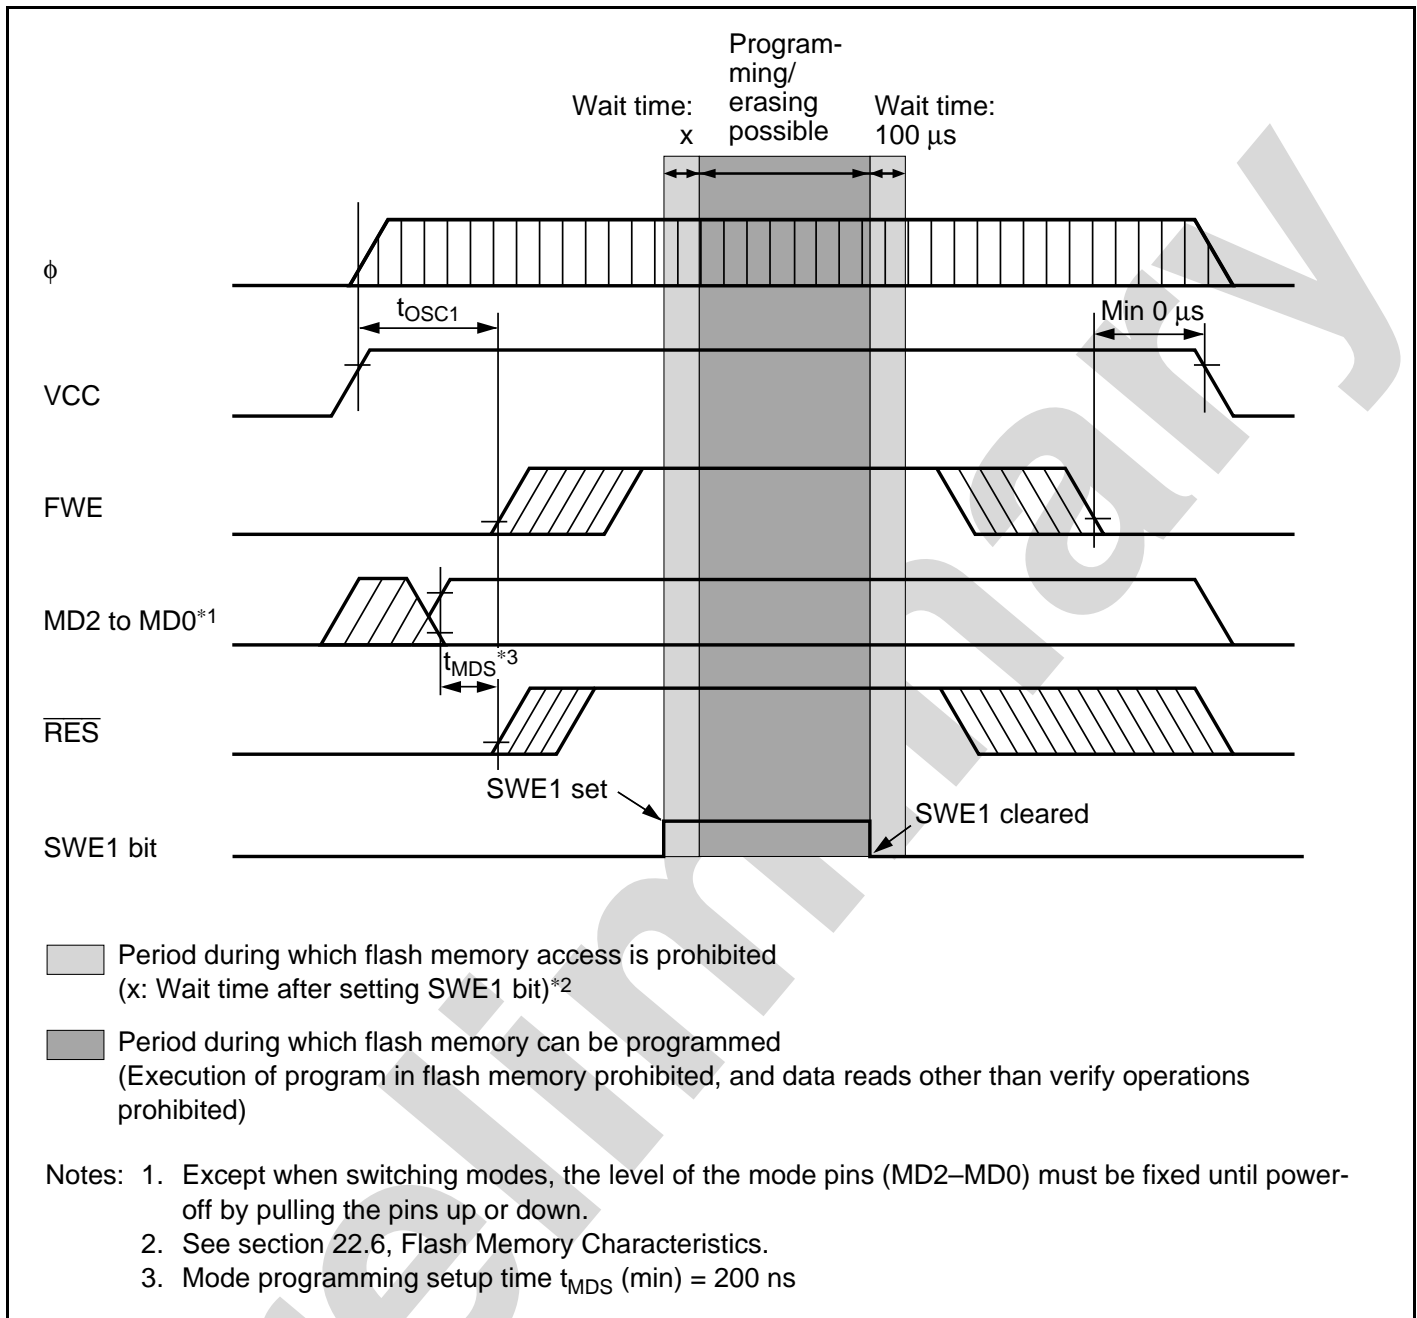 Program-
ming/
erasing
possible
Wait time:
x
Wait time:
100 μs
ϕ
tOSC1
Min 0 μs
VCC
FWE
MD2 to MD0*1
tMDS*3
RES
SWE1 set
SWE1 cleared
SWE1 bit
Period during which flash memory access is prohibited
(x: Wait time after setting SWE1 bit)*2
Period during which flash memory can be programmed
(Execution of program in flash memory prohibited, and data reads other than verify operations
prohibited)
Notes: 1. Except when switching modes, the level of the mode pins (MD2–MD0) must be fixed until power-
off by pulling the pins up or down.
2. See section 22.6, Flash Memory Characteristics.
3. Mode programming setup time tMDS (min) = 200 ns
elimary